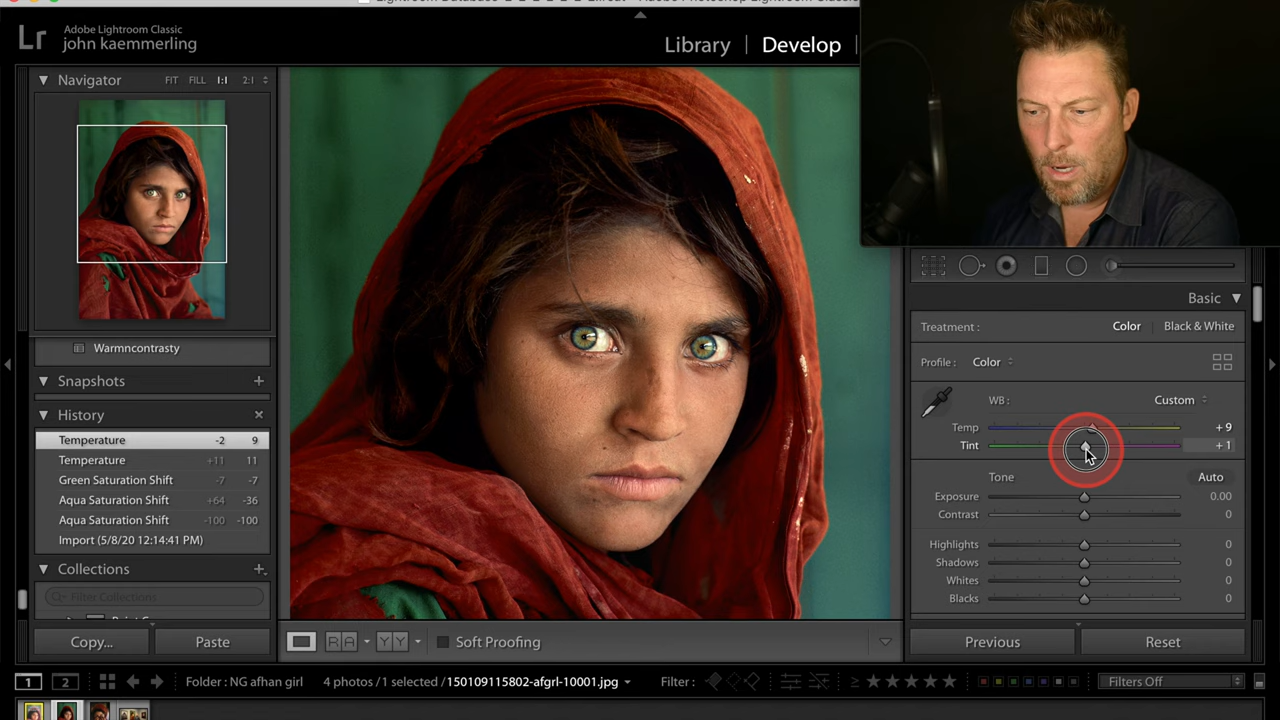 Adobe Lightroom Classic
Lr
john kaemmerling
Library | Develop |
Navigator FIT FILL 1:1 2:1
Warmncontrasty
Snapshots +
History ×
Temperature -2 9
Temperature +11 11
Green Saturation Shift -7 -7
Aqua Saturation Shift +64 -36
Aqua Saturation Shift -100 -100
Import (5/8/20 12:14:41 PM)
Collections +
Filter Collections
Copy... Paste
R A Y Y Soft Proofing
Basic
Treatment : Color Black & White
Profile : Color
WB : Custom
Temp + 9
Tint + 1
Tone Auto
Exposure 0.00
Contrast 0
Highlights 0
Shadows 0
Whites 0
Blacks 0
Previous Reset
1 2 Folder : NG afhan girl 4 photos / 1 selected / 150109115802-afgrl-10001.jpg Filter : ≥ ★★★★★ Filters Off